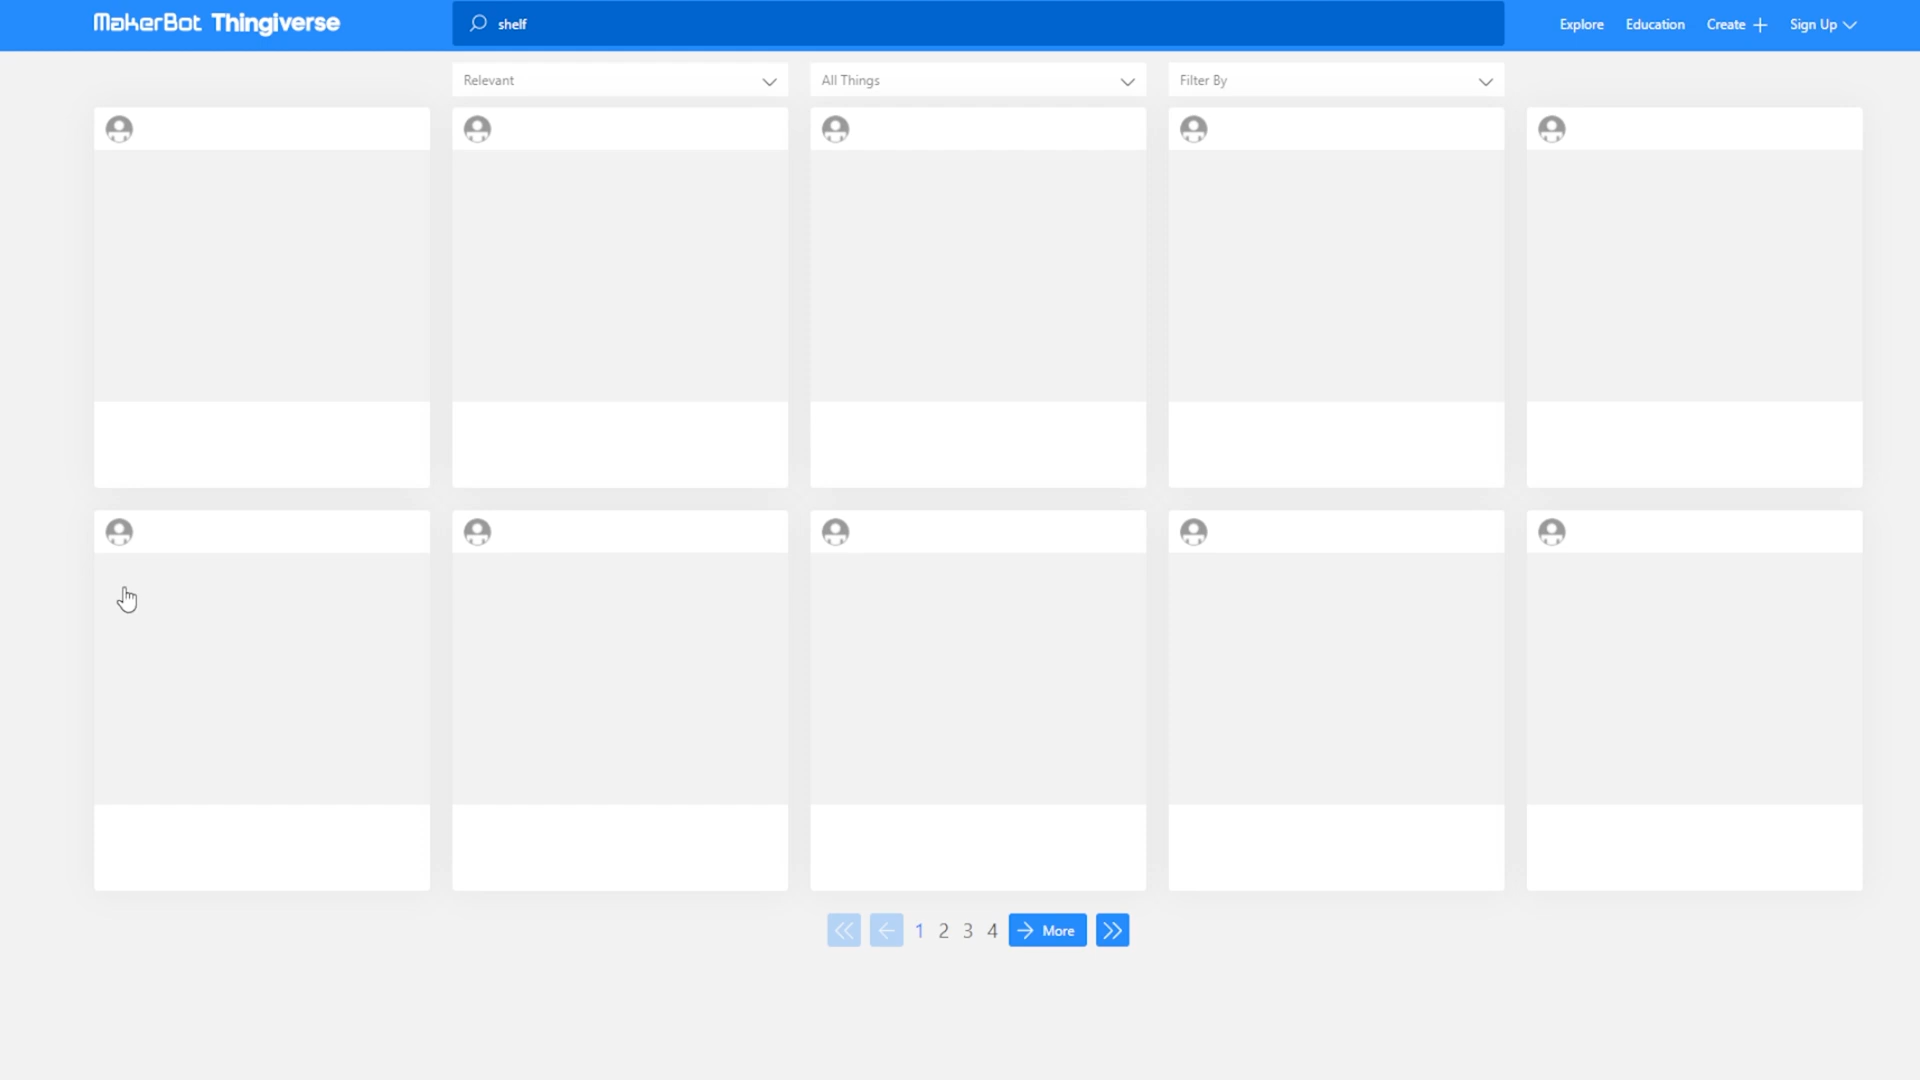 MakerBot Thingiverse
shelf
Explore
Education
Create
Sign Up
Relevant
All Things
Filter By
1 2 3 4 More